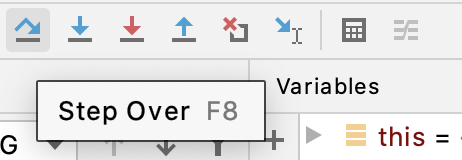 Variables
Step Over F8
G
this =